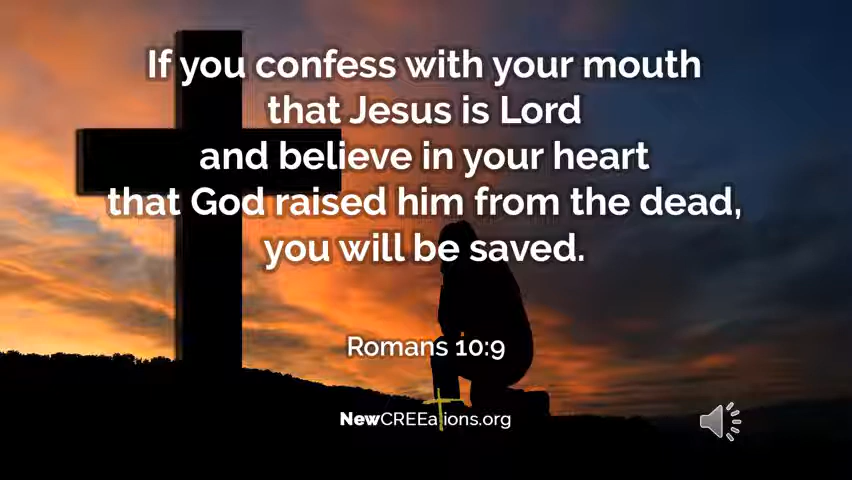 If you confess with your mouth
that Jesus is Lord
and believe in your heart
that God raised him from the dead,
you will be saved.
Romans 10:9
NewCREEations.org